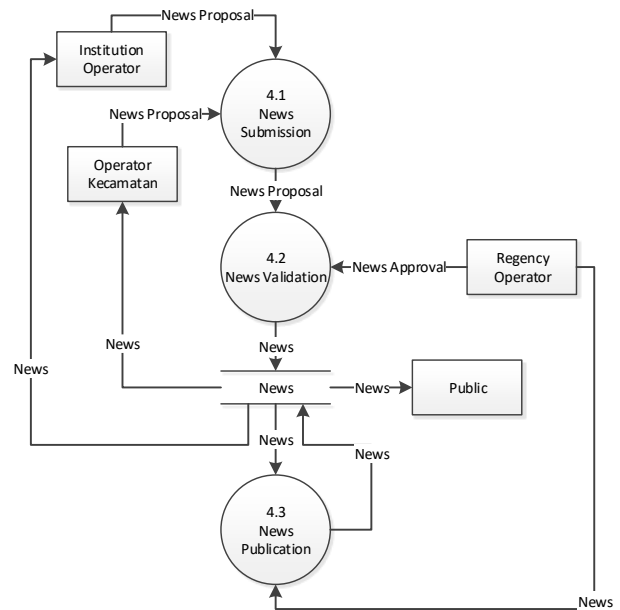 News Proposal
Institution
Operator
4.1
News
Submission
News Proposal
Operator
Kecamatan
News Proposal
4.2
News Validation
News Approval
Regency
Operator
News
News
News
News
News
Public
News
News
4.3
News
Publication
News